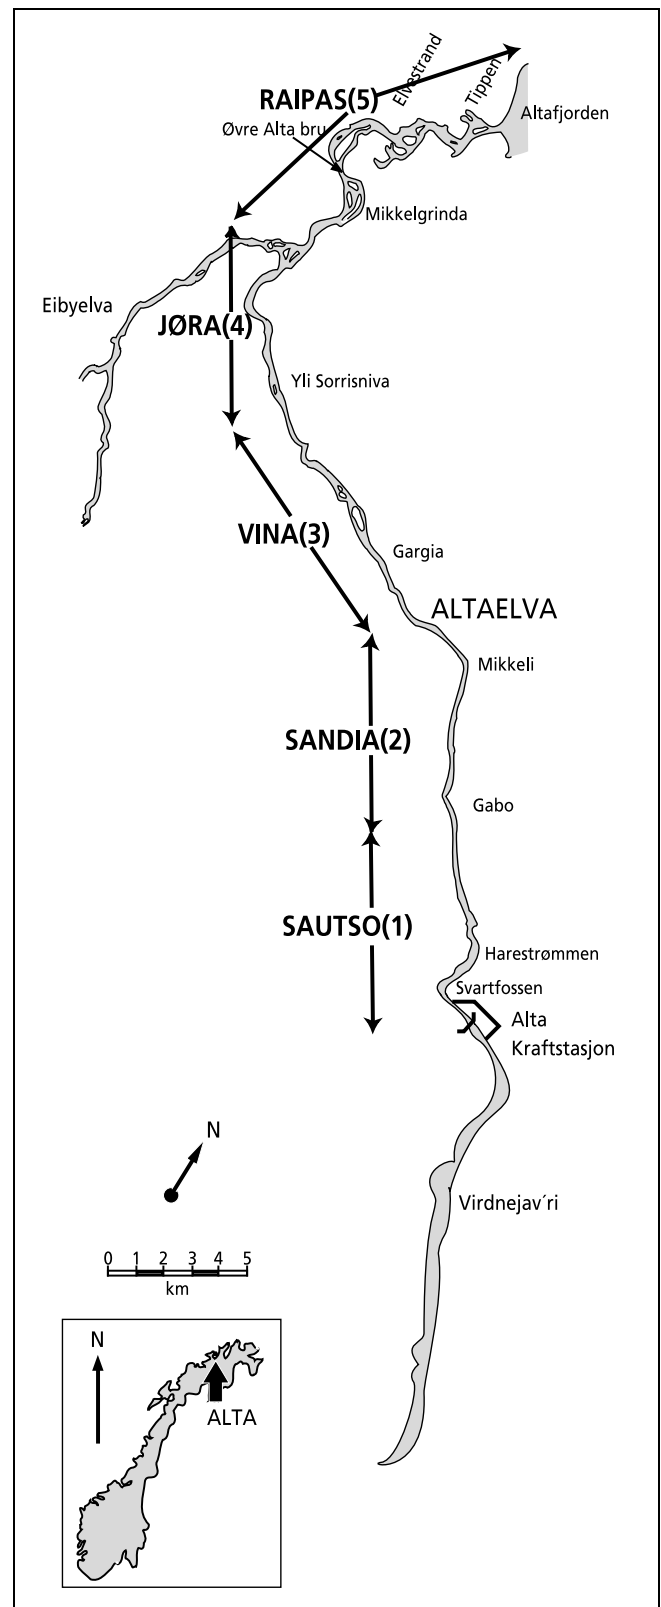 Elvestrand
Tippen
RAIPAS(5)
Altafjorden
Øvre Alta bru
Mikkelgrinda
Eibyelva
JØRA(4)
Yli Sorrisniva
VINA(3)
Gargia
ALTAELVA
Mikkeli
SANDIA(2)
Gabo
SAUTSO(1)
Harestrømmen
Svartfossen
Alta
Kraftstasjon
N
Virdnejav´ri
0 1 2 3 4 5
km
N
ALTA